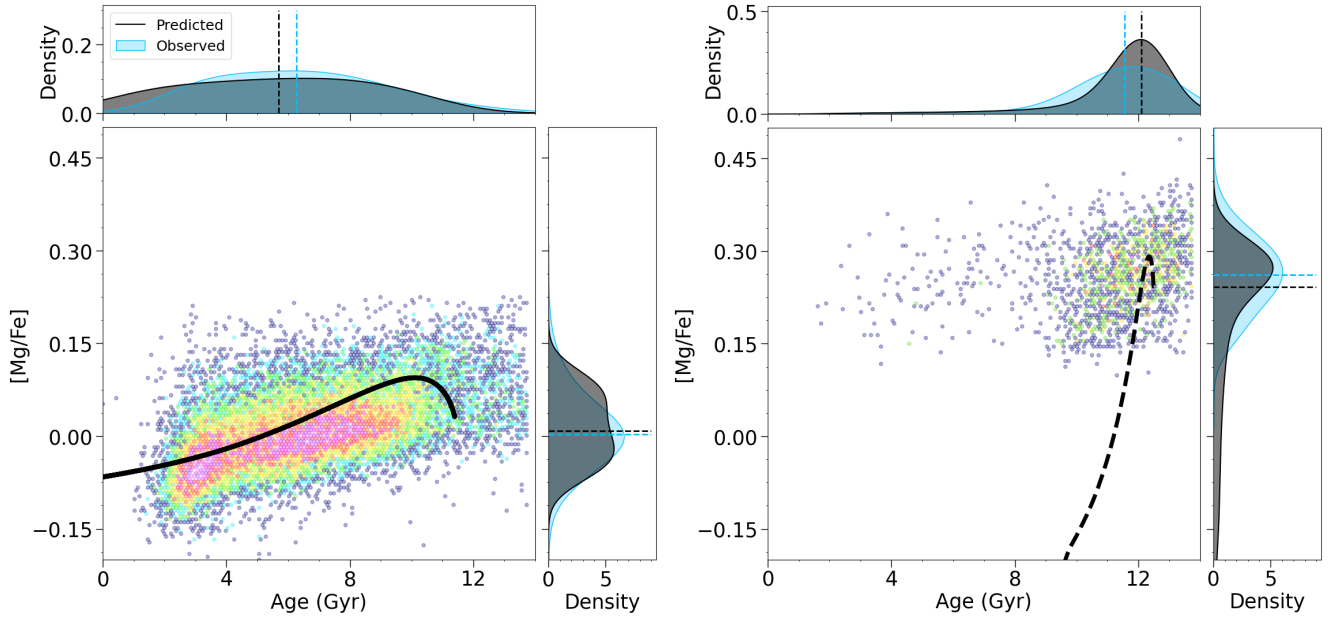 Density
0.2
0.0
Predicted
Observed
[Mg/Fe]
0.45
0.30
0.15
0.00
−0.15
0 4 8 12
Age (Gyr)
0 5
Density
Density
0.5
0.0
[Mg/Fe]
0.45
0.30
0.15
0.00
−0.15
0 4 8 12
Age (Gyr)
0 5
Density